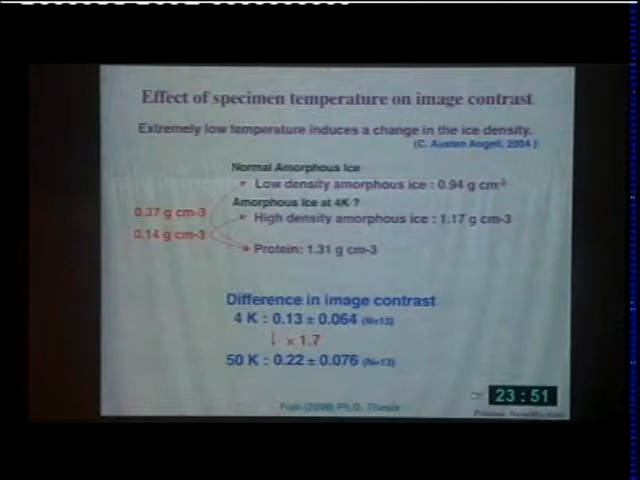 Effect of specimen temperature on image contrast
Extremely low temperature induces a change in the ice density.
(C. Austen Angell, 2004 )
Normal Amorphous Ice
Low density amorphous ice : 0.94 g cm-3
Amorphous Ice at 4K ?
0.37 g cm-3
High density amorphous ice : 1.17 g cm-3
0.14 g cm-3
Protein: 1.31 g cm-3
Difference in image contrast
4 K : 0.13 ± 0.064 (N=13)
↓ x 1.7
50 K : 0.22 ± 0.076 (N=13)
23 : 51
Ph.D. Thesis